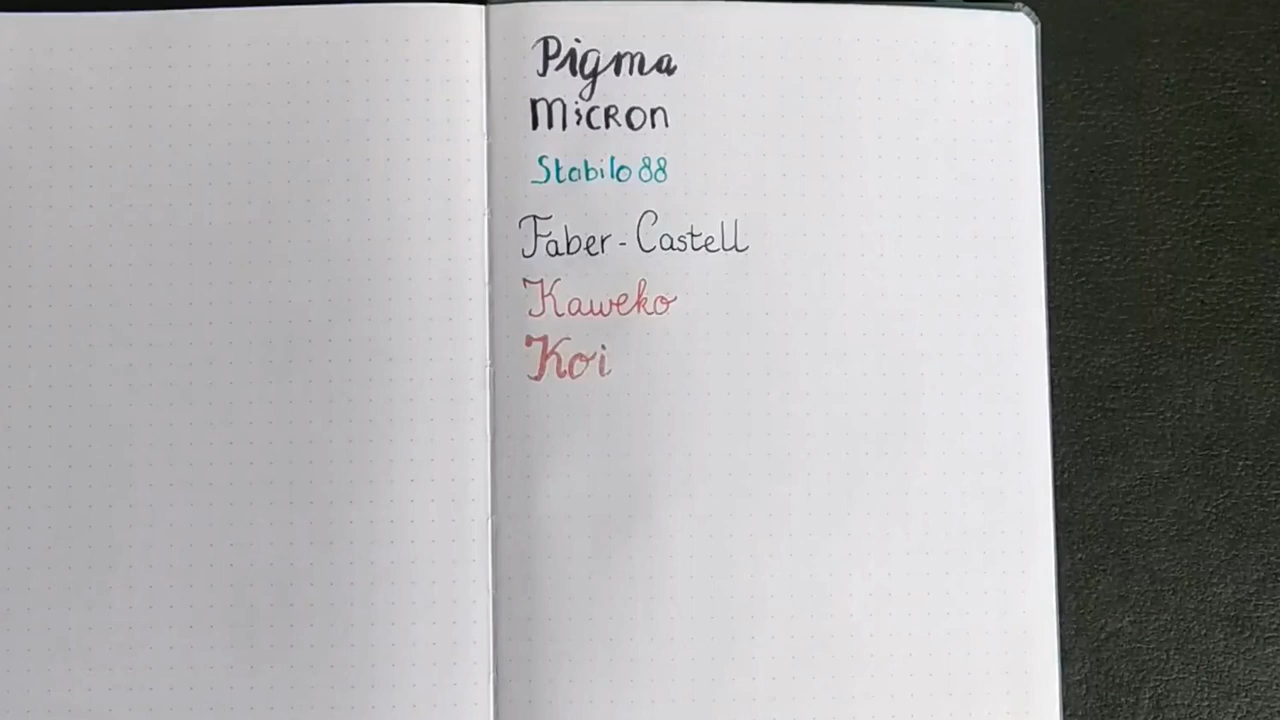 Pigma
MicRon
Stabilo 88
Faber - Castell
Kaweko
Koi